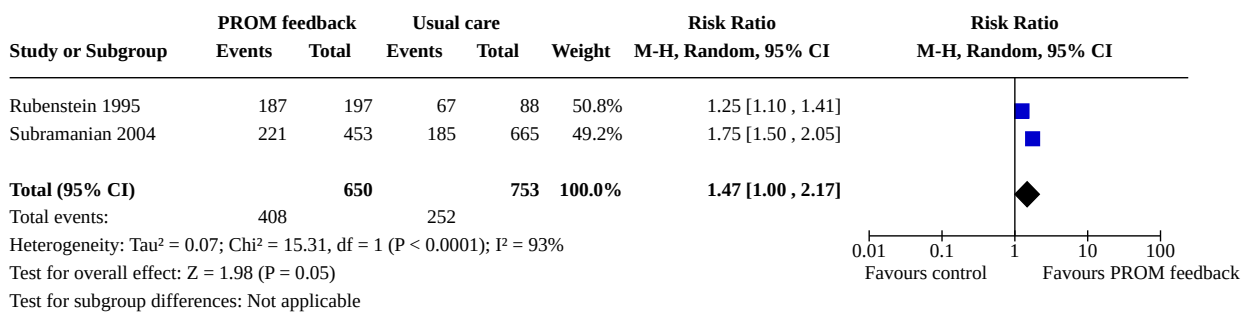 PROM feedback Usual care Risk Ratio Risk Ratio
Study or Subgroup Events Total Events Total Weight M-H, Random, 95% CI M-H, Random, 95% CI
Rubenstein 1995 187 197 67 88 50.8% 1.25 [1.10 , 1.41]
Subramanian 2004 221 453 185 665 49.2% 1.75 [1.50 , 2.05]
Total (95% CI) 650 753 100.0% 1.47 [1.00 , 2.17]
Total events: 408 252
Heterogeneity: Tau² = 0.07; Chi² = 15.31, df = 1 (P < 0.0001); I² = 93%
0.01 0.1 1 10 100
Test for overall effect: Z = 1.98 (P = 0.05) Favours control Favours PROM feedback
Test for subgroup differences: Not applicable